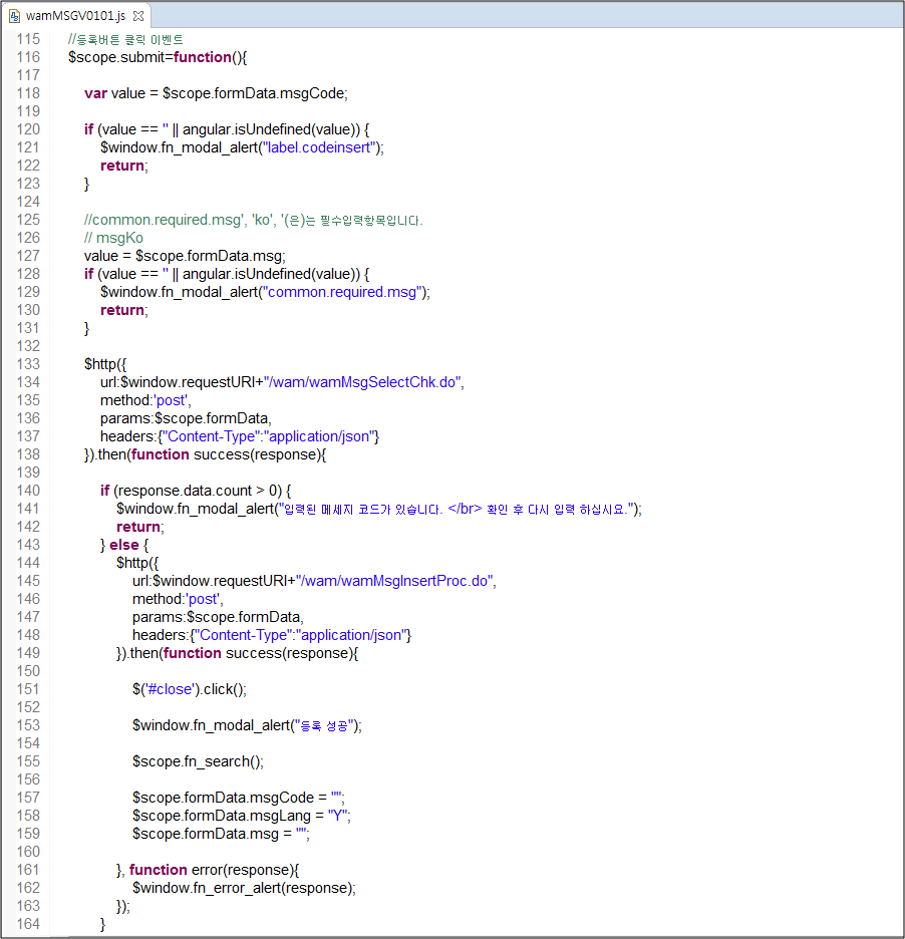 wamMSGV0101.js
115 //등록버튼 클릭 이벤트
116 $scope.submit=function(){
117
118 var value = $scope.formData.msgCode;
119
120 if (value == '' || angular.isUndefined(value)) {
121 $window.fn_modal_alert("label.codeinsert");
122 return;
123 }
124
125 //common.required.msg', 'ko', '(은)는 필수입력항목입니다.
126 // msgKo
127 value = $scope.formData.msg;
128 if (value == '' || angular.isUndefined(value)) {
129 $window.fn_modal_alert("common.required.msg");
130 return;
131 }
132
133 $http({
134 url:$window.requestURI+"/wam/wamMsgSelectChk.do",
135 method:'post',
136 params:$scope.formData,
137 headers:{"Content-Type":"application/json"}
138 }).then(function success(response){
139
140 if (response.data.count > 0) {
141 $window.fn_modal_alert("입력된 메세지 코드가 있습니다. </br> 확인 후 다시 입력 하십시요.");
142 return;
143 } else {
144 $http({
145 url:$window.requestURI+"/wam/wamMsgInsertProc.do",
146 method:'post',
147 params:$scope.formData,
148 headers:{"Content-Type":"application/json"}
149 }).then(function success(response){
150
151 $('#close').click();
152
153 $window.fn_modal_alert("등록 성공");
154
155 $scope.fn_search();
156
157 $scope.formData.msgCode = "";
158 $scope.formData.msgLang = "Y";
159 $scope.formData.msg = "";
160
161 }, function error(response){
162 $window.fn_error_alert(response);
163 });
164 }